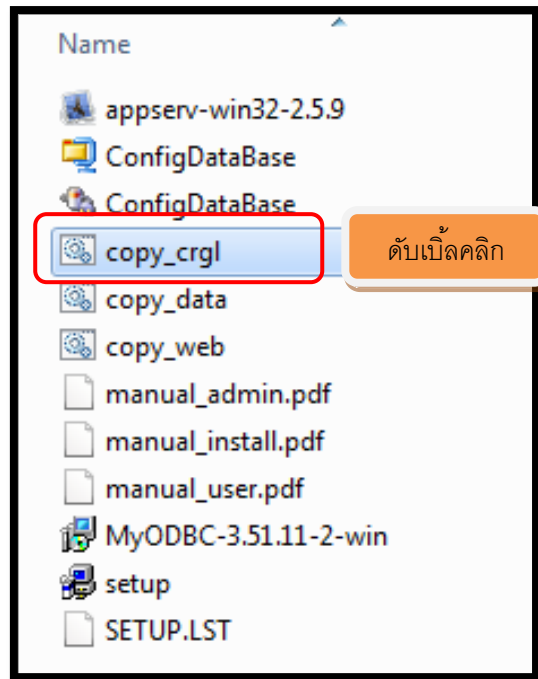 Name
appserv-win32-2.5.9
ConfigDataBase
ConfigDataBase
copy_crgl
ดับเบิ้ลคลิก
copy_data
copy_web
manual_admin.pdf
manual_install.pdf
manual_user.pdf
MyODBC-3.51.11-2-win
setup
SETUP.LST